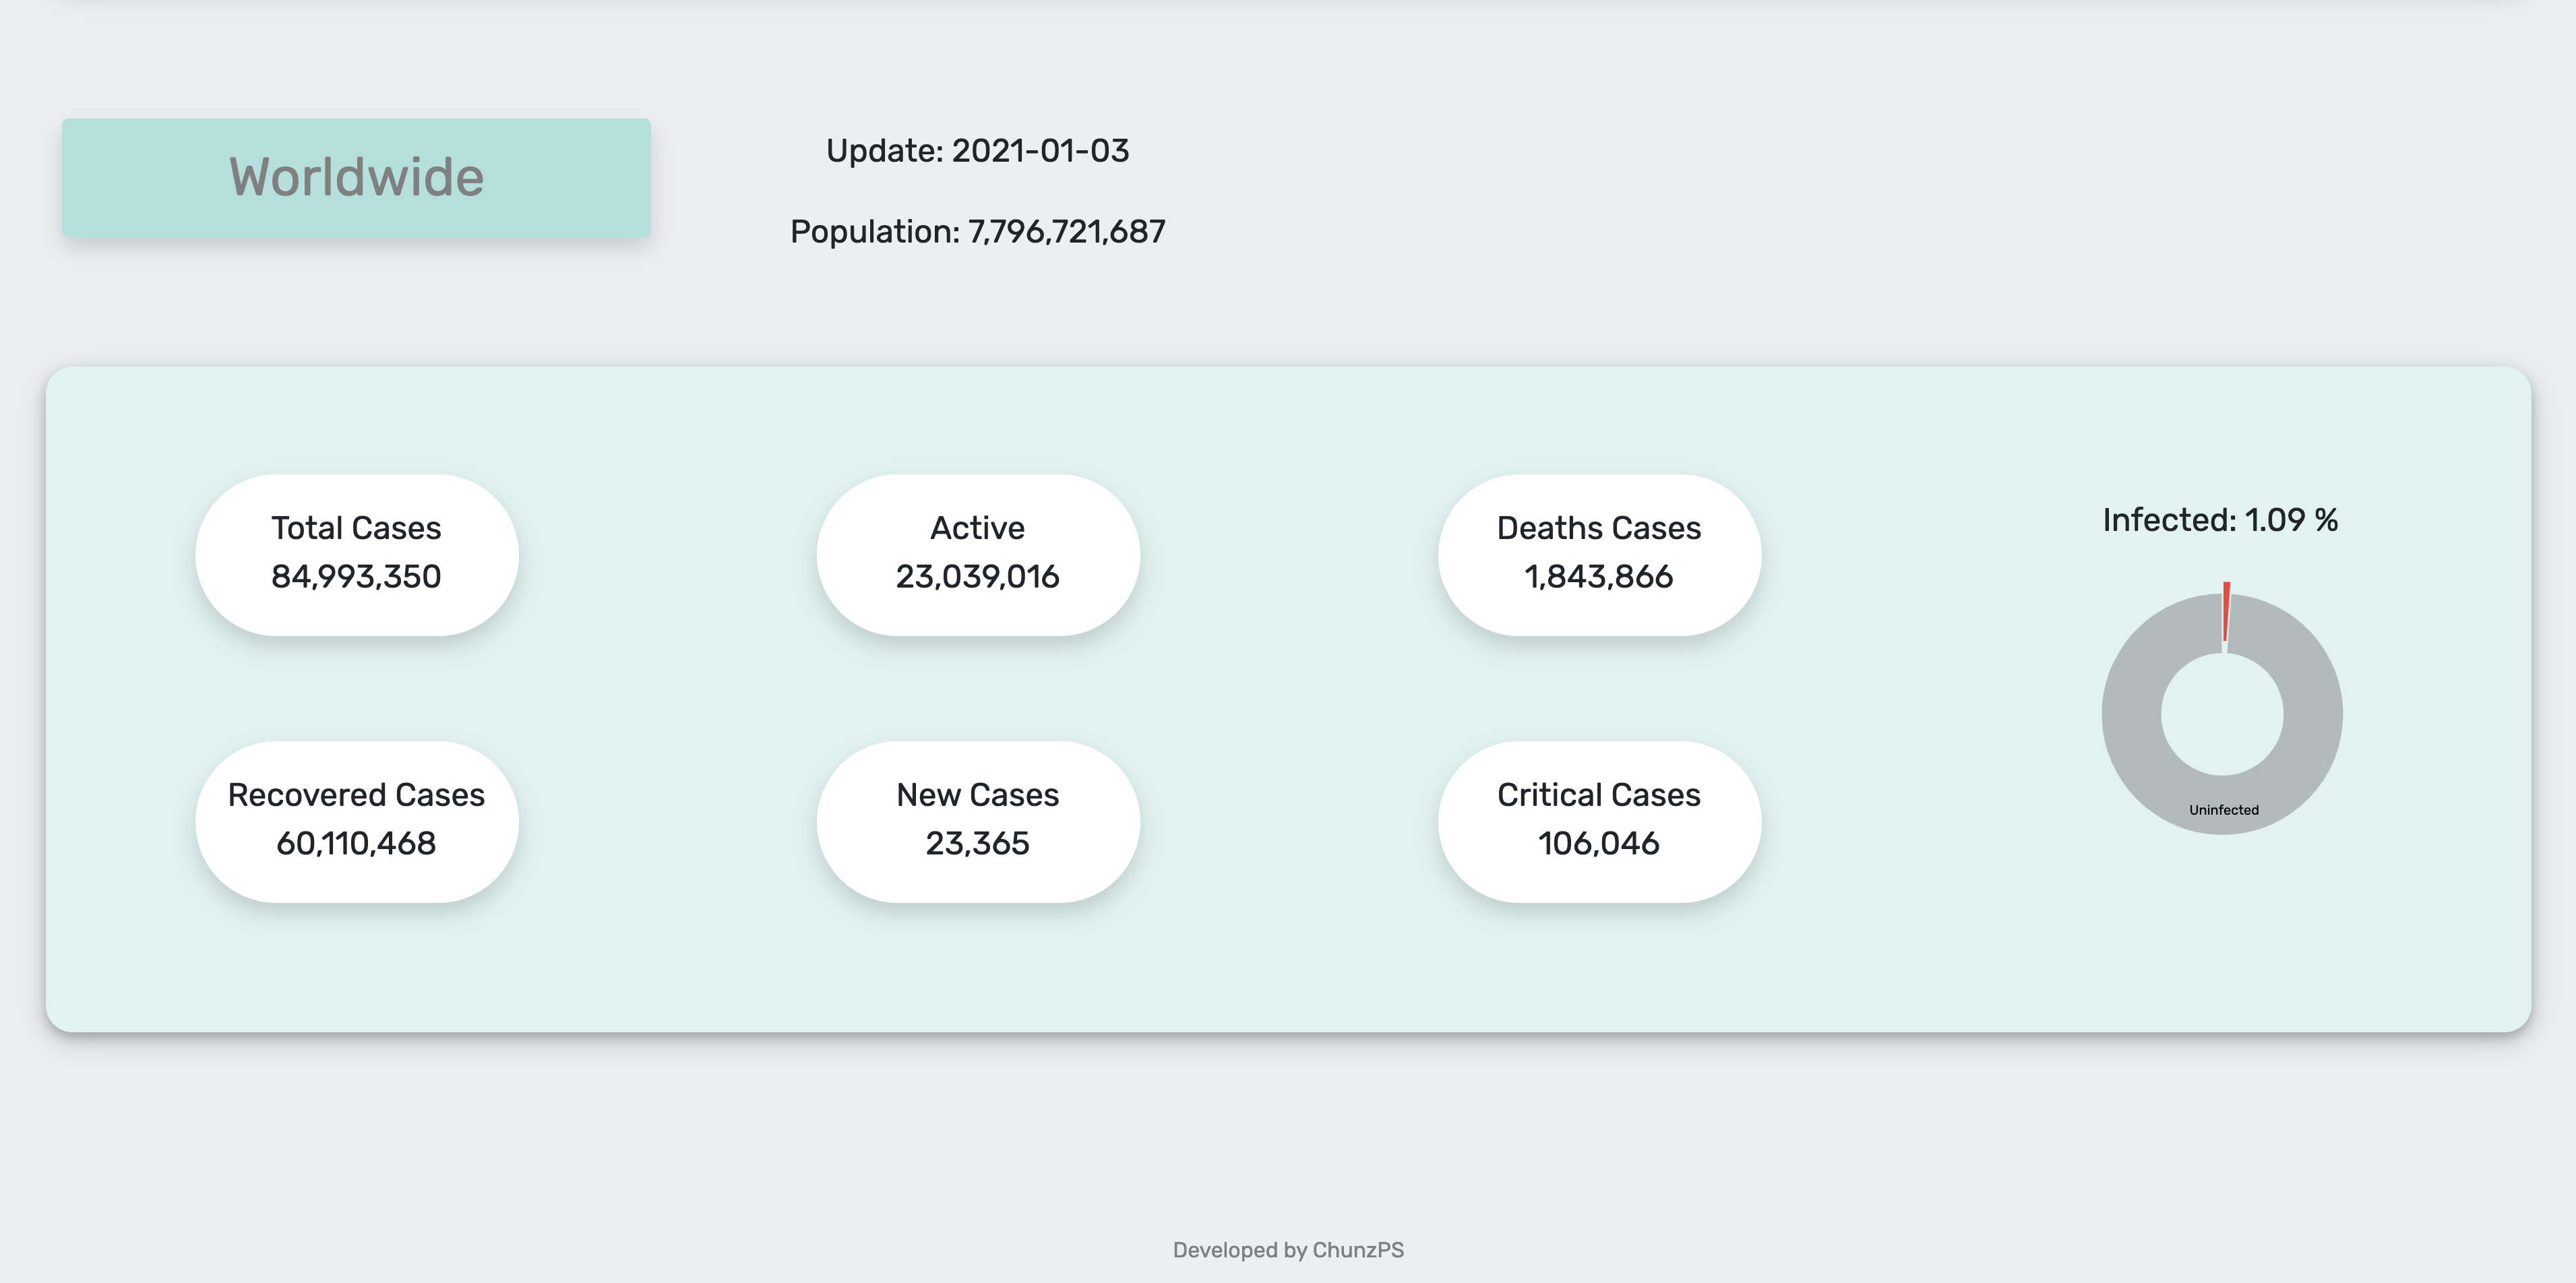 Worldwide
Update: 2021-01-03
Population: 7,796,721,687
Total Cases
84,993,350
Active
23,039,016
Deaths Cases
1,843,866
Recovered Cases
60,110,468
New Cases
23,365
Critical Cases
106,046
Infected: 1.09 %
Uninfected
Developed by ChunzPS